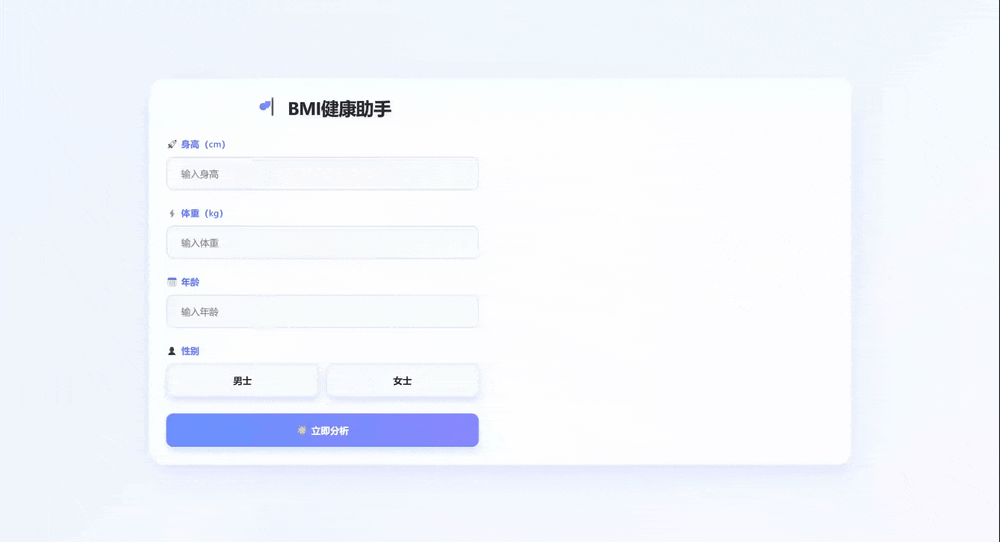 BMI健康助手
身高（cm）
输入身高
体重（kg）
输入体重
年龄
输入年龄
性别
男士 女士
立即分析